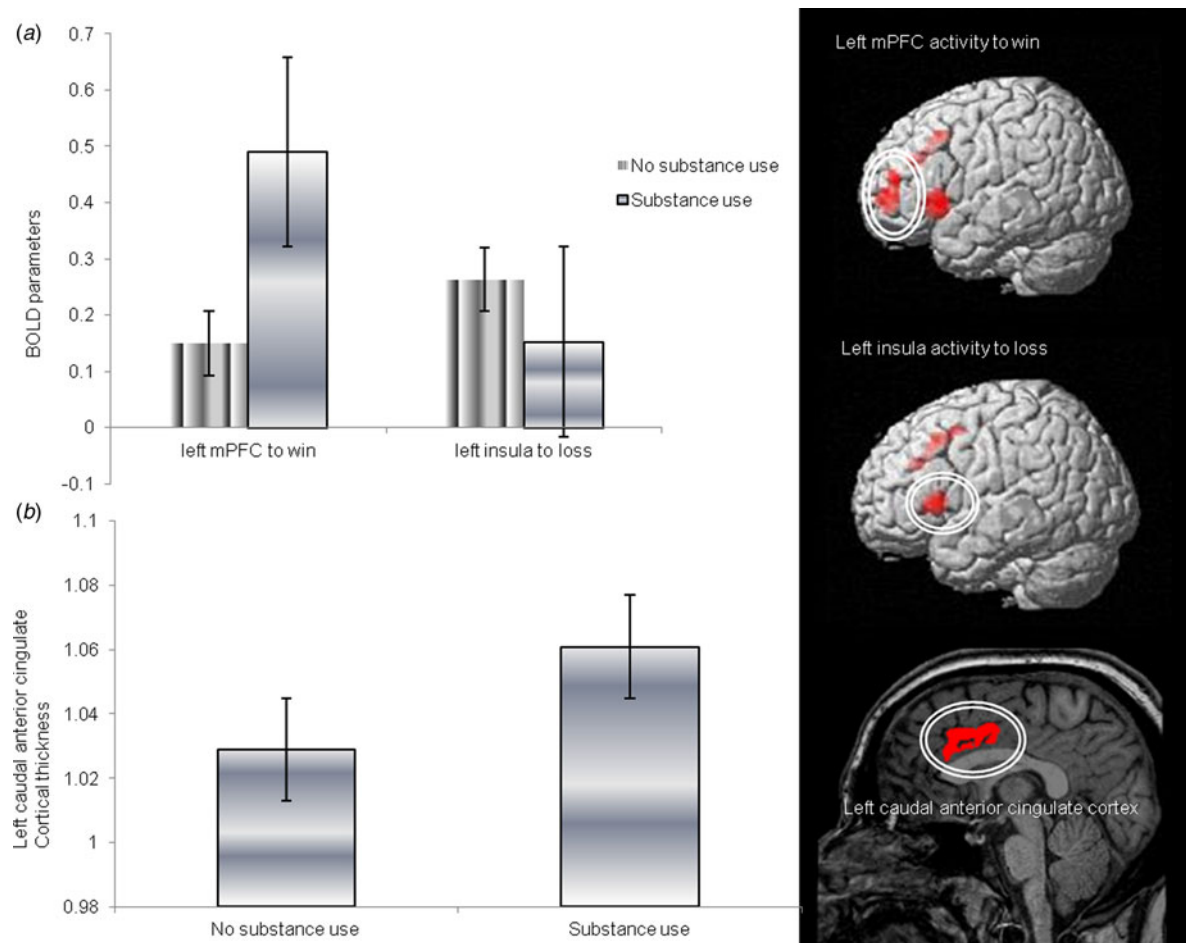 (a)
0.7
0.6
0.5
0.4
0.3
0.2
0.1
0
-0.1
BOLD parameters
No substance use
Substance use
left mPFC to win
left insula to loss
(b)
1.1
1.08
1.06
1.04
1.02
1
0.98
Left caudal anterior cingulate
Cortical thickness
No substance use
Substance use
Left mPFC activity to win
Left insula activity to loss
Left caudal anterior cingulate cortex